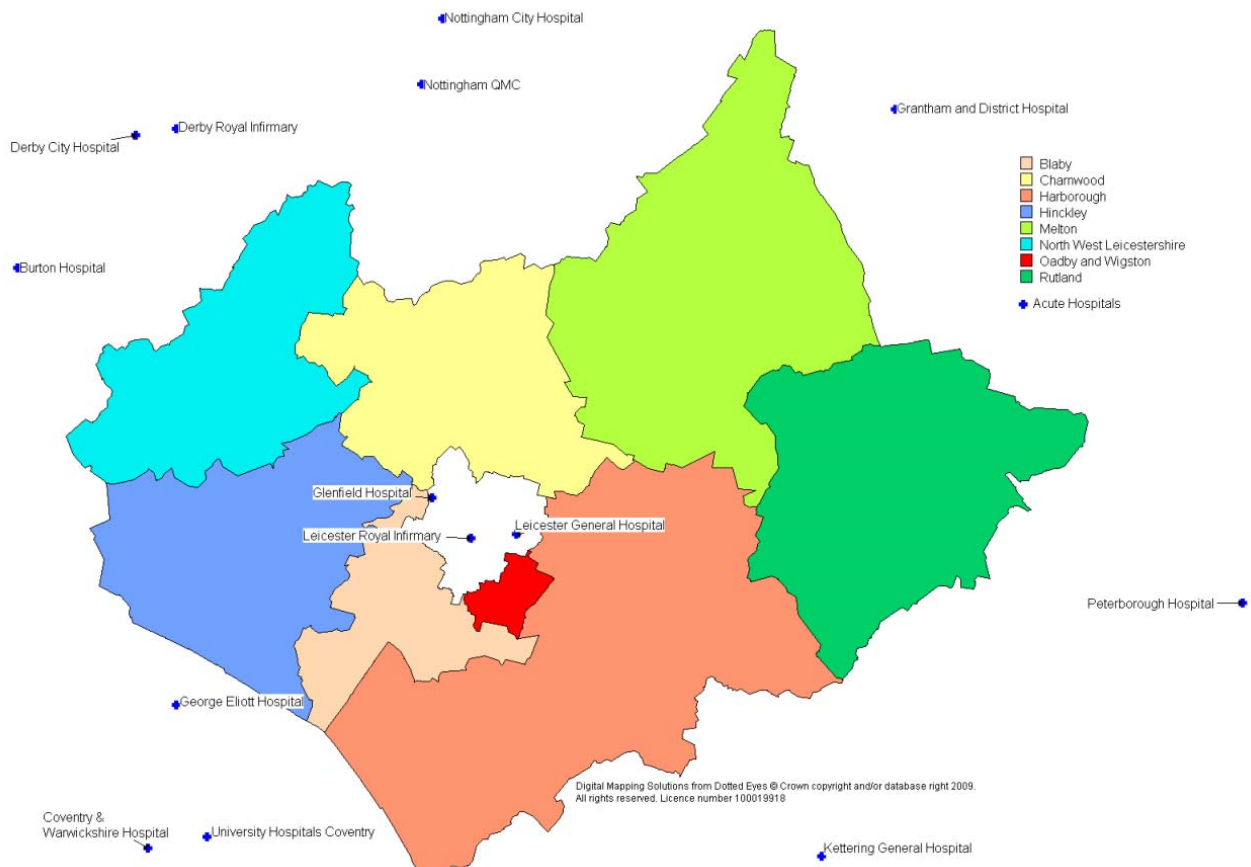 Nottingham City Hospital
Nottingham QMC
Grantham and District Hospital
Derby Royal Infirmary
Derby City Hospital
Blaby
Charnwood
Harborough
Hinckley
Melton
North West Leicestershire
Oadby and Wigston
Rutland
Acute Hospitals
Burton Hospital
Glenfield Hospital
Leicester General Hospital
Leicester Royal Infirmary
Peterborough Hospital
George Eliott Hospital
Digital Mapping Solutions from Dotted Eyes © Crown copyright and/or database right 2009.
All rights reserved. Licence number 100019918
Coventry &
Warwickshire Hospital
University Hospitals Coventry
Kettering General Hospital